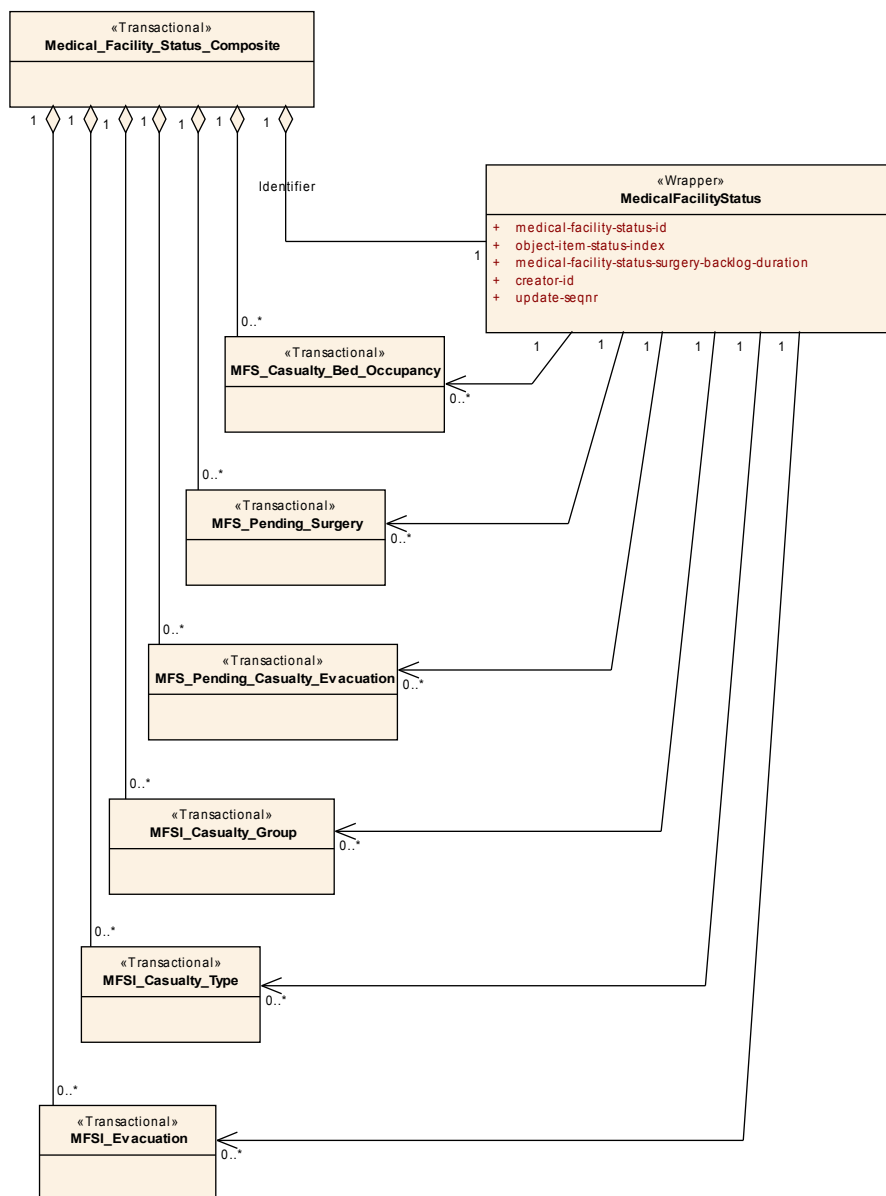 «Transactional»
Medical_Facility_Status_Composite
1 1 1 1 1 1 1
Identifier
«Wrapper»
MedicalFacilityStatus
+ medical-facility-status-id
+ object-item-status-index
+ medical-facility-status-surgery-backlog-duration
+ creator-id
+ update-seqnr
1
1 1 1 1 1 1
0..*
«Transactional»
MFS_Casualty_Bed_Occupancy
0..*
0..*
«Transactional»
MFS_Pending_Surgery
0..*
0..*
«Transactional»
MFS_Pending_Casualty_Evacuation
0..*
0..*
«Transactional»
MFSI_Casualty_Group
0..*
0..*
«Transactional»
MFSI_Casualty_Type
0..*
0..*
«Transactional»
MFSI_Evacuation
0..*